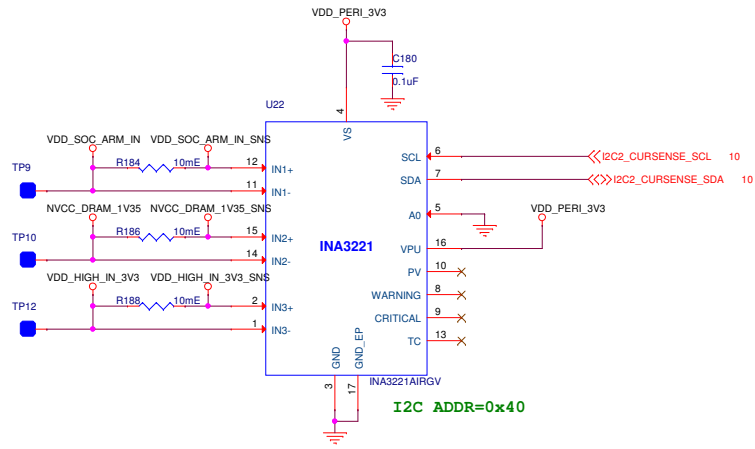 VDD_PERI_3V3
C180
0.1uF
U22
4
VS
VDD_SOC_ARM_IN VDD_SOC_ARM_IN_SNS
TP9
R184 10mE
12 IN1+
11 IN1-
NVCC_DRAM_1V35 NVCC_DRAM_1V35_SNS
TP10
R186 10mE
15 IN2+
14 IN2-
VDD_HIGH_IN_3V3 VDD_HIGH_IN_3V3_SNS
TP12
R188 10mE
2 IN3+
1 IN3-
INA3221
SCL 6 I2C2_CURSENSE_SCL 10
SDA 7 I2C2_CURSENSE_SDA 10
A0 5
VDD_PERI_3V3
VPU 16
PV 10
WARNING 8
CRITICAL 9
TC 13
GND GND_EP
3 17
INA3221AIRGV
I2C ADDR=0x40